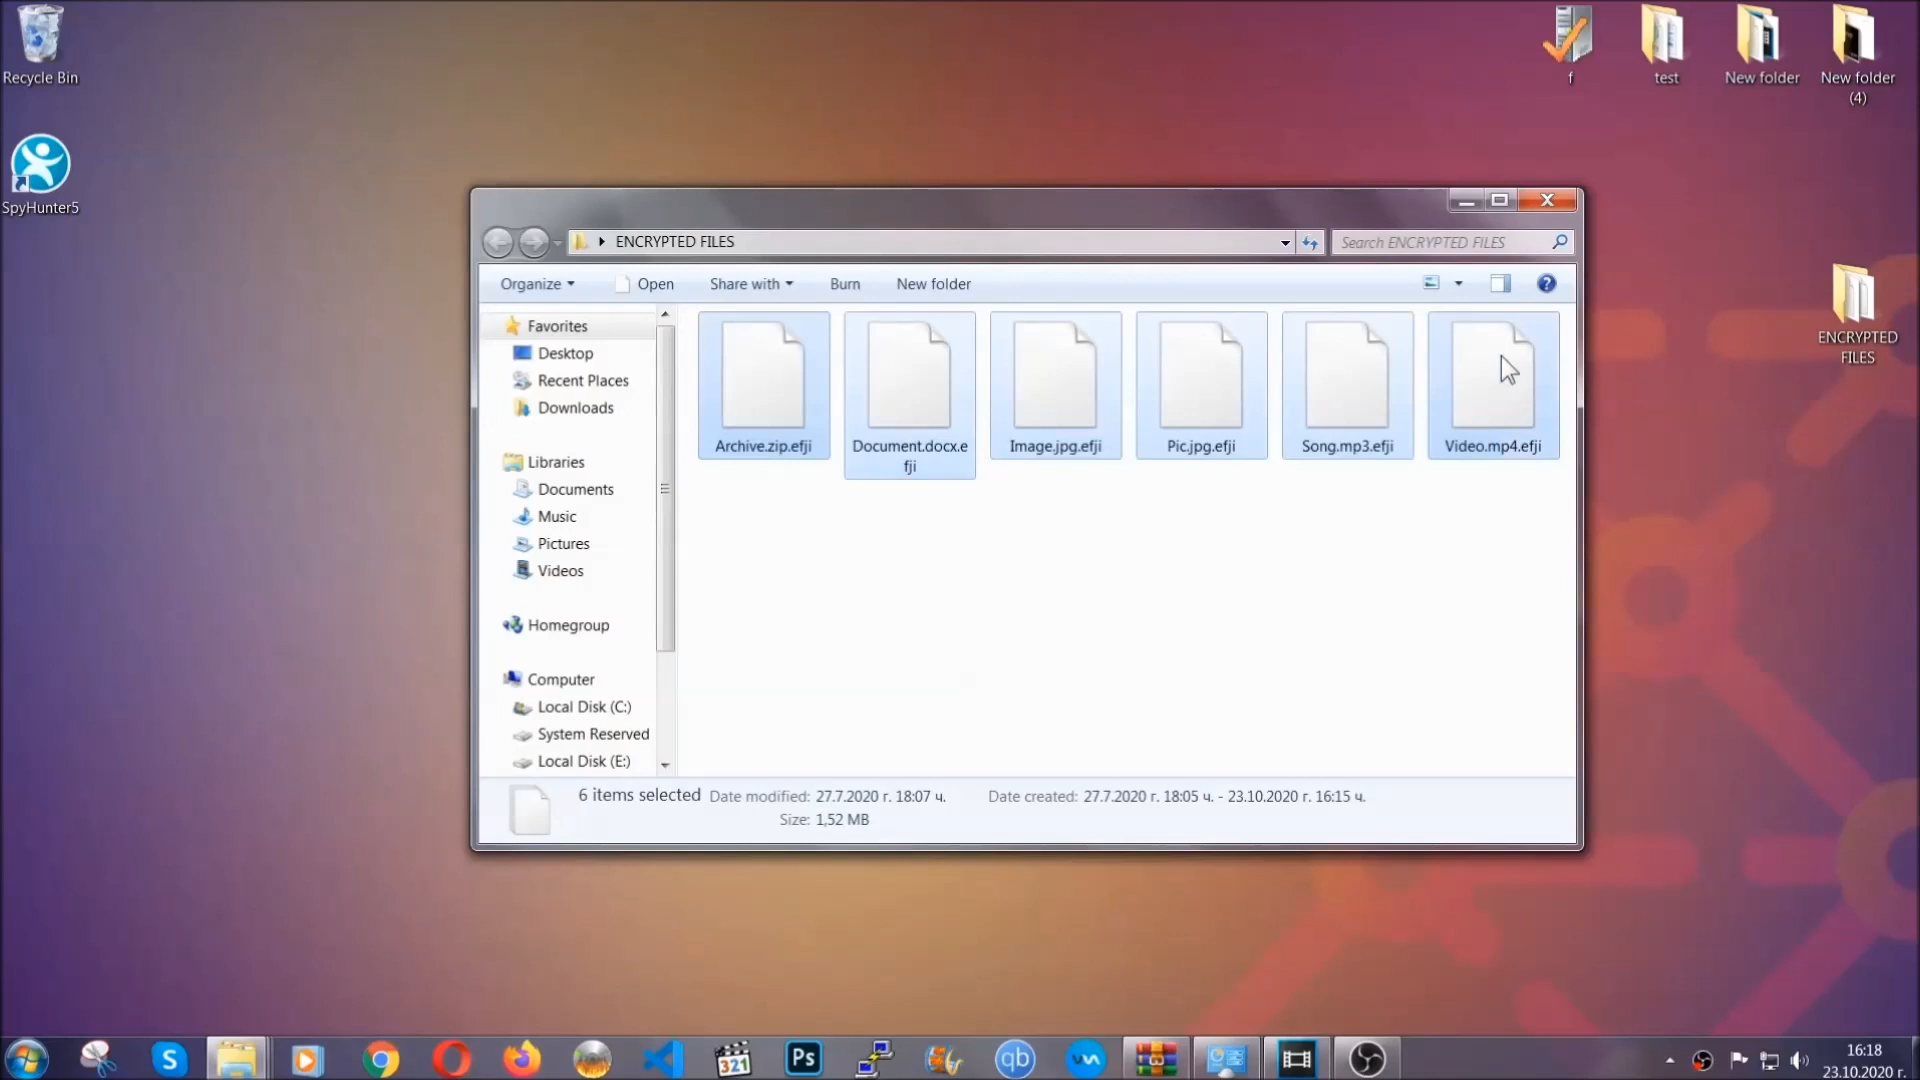 Recycle Bin
SpyHunter5
f
test
New folder
New folder
(4)
ENCRYPTED
FILES
ENCRYPTED FILES
Search ENCRYPTED FILES
Organize
Open
Share with
Burn
New folder
Favorites
Desktop
Recent Places
Downloads
Libraries
Documents
Music
Pictures
Videos
Homegroup
Computer
Local Disk (C:)
System Reserved
Local Disk (E:)
Archive.zip.efji
Document.docx.e
fji
Image.jpg.efji
Pic.jpg.efji
Song.mp3.efji
Video.mp4.efji
6 items selected
Date modified: 27.7.2020 г. 18:07 ч.
Date created: 27.7.2020 г. 18:05 ч. - 23.10.2020 г. 16:15 ч.
Size: 1,52 MB
S
321
Ps
qb
16:18
23.10.2020 г.